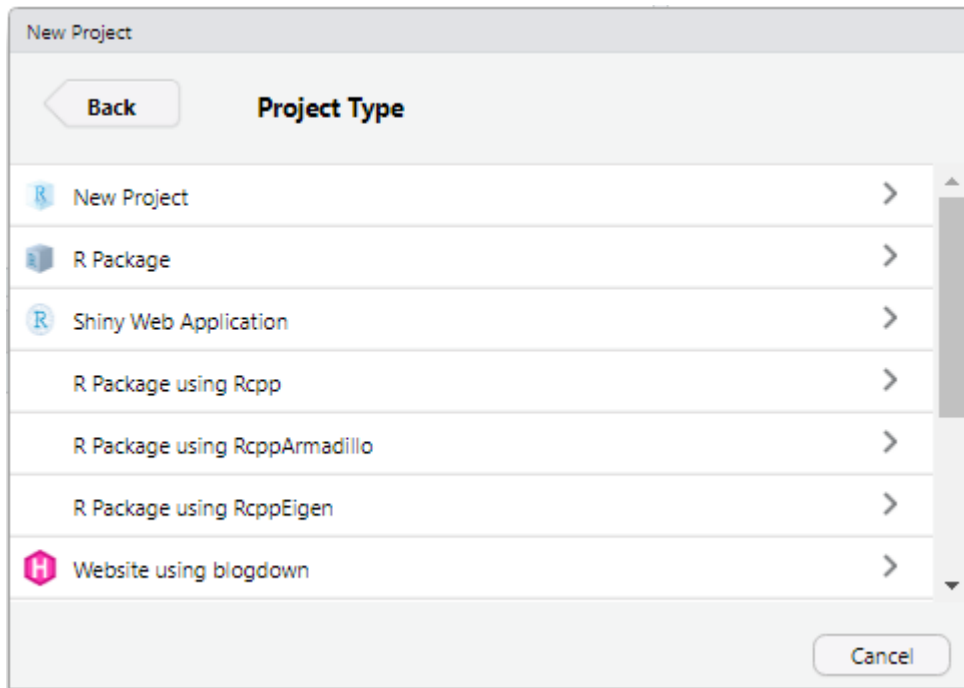 New Project
Back
Project Type
New Project
R Package
R
Shiny Web Application
R Package using Rcpp
R Package using RcppArmadillo
R Package using RcppEigen
H
Website using blogdown
Cancel